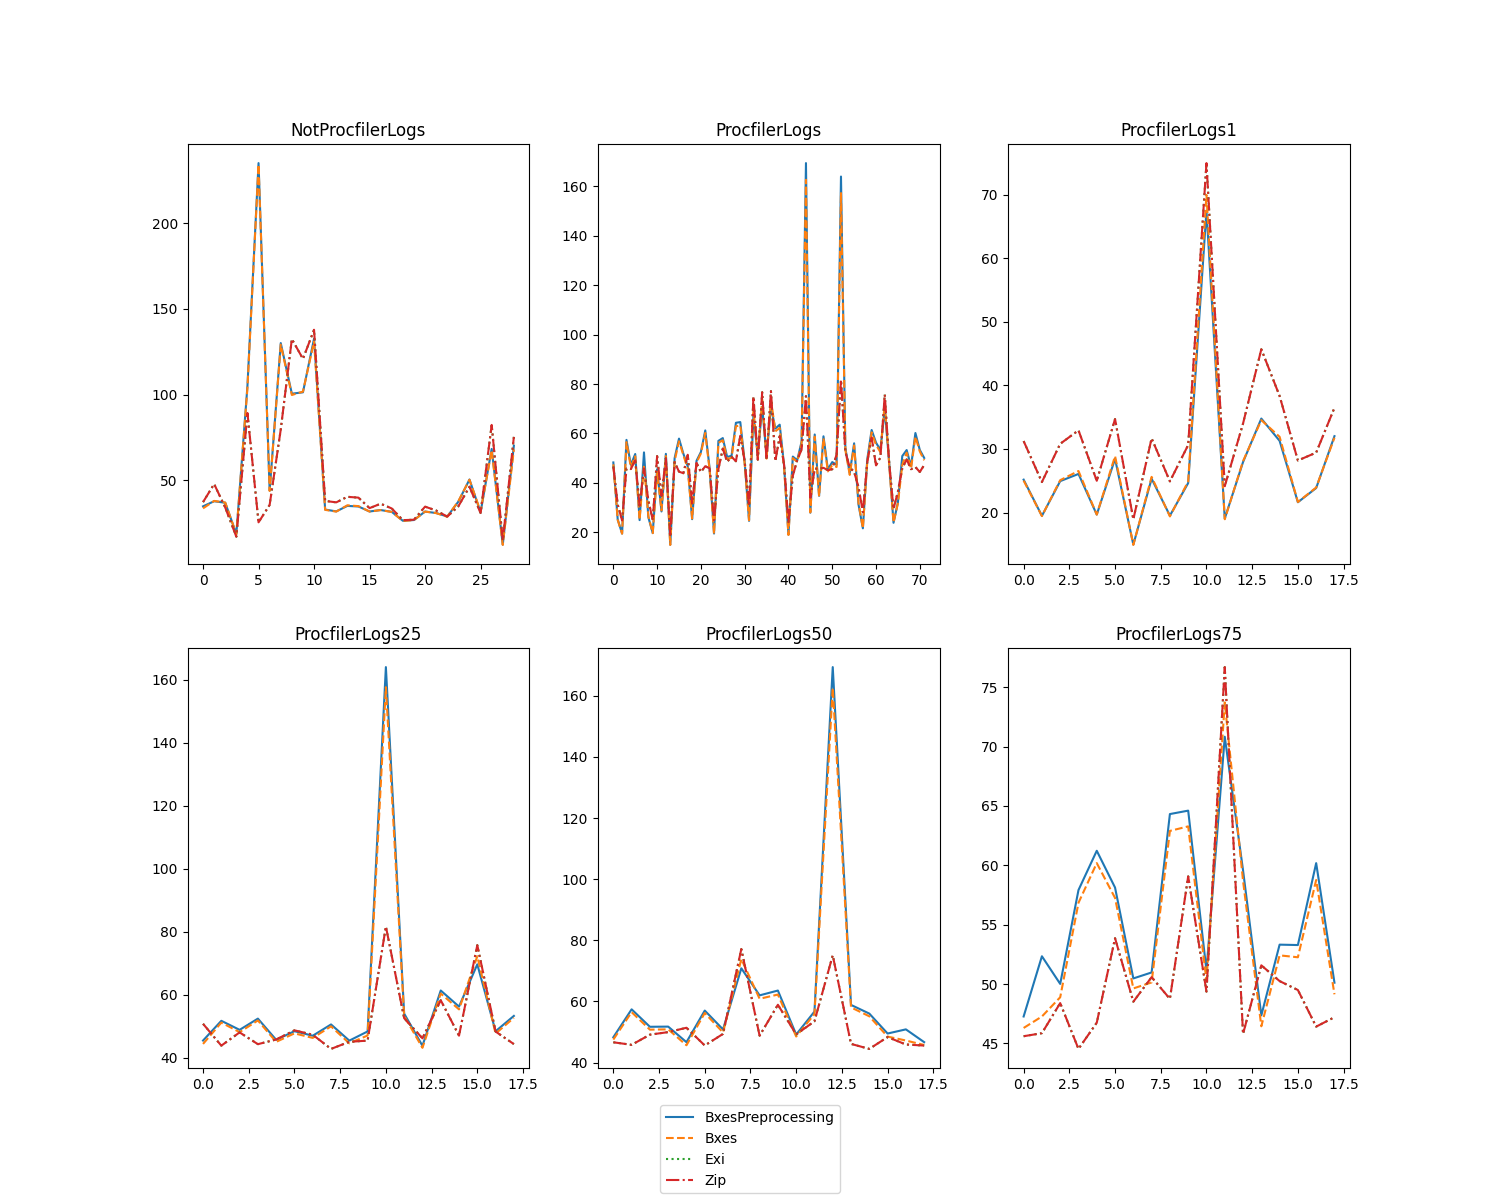 NotProcfilerLogs
ProcfilerLogs
ProcfilerLogs1
200
150
100
50
0 5 10 15 20 25
160
140
120
100
80
60
40
20
0 10 20 30 40 50 60 70
70
60
50
40
30
20
0.0 2.5 5.0 7.5 10.0 12.5 15.0 17.5
ProcfilerLogs25
ProcfilerLogs50
ProcfilerLogs75
160
140
120
100
80
60
40
0.0 2.5 5.0 7.5 10.0 12.5 15.0 17.5
160
140
120
100
80
60
40
0.0 2.5 5.0 7.5 10.0 12.5 15.0 17.5
75
70
65
60
55
50
45
0.0 2.5 5.0 7.5 10.0 12.5 15.0 17.5
BxesPreprocessing
Bxes
Exi
Zip